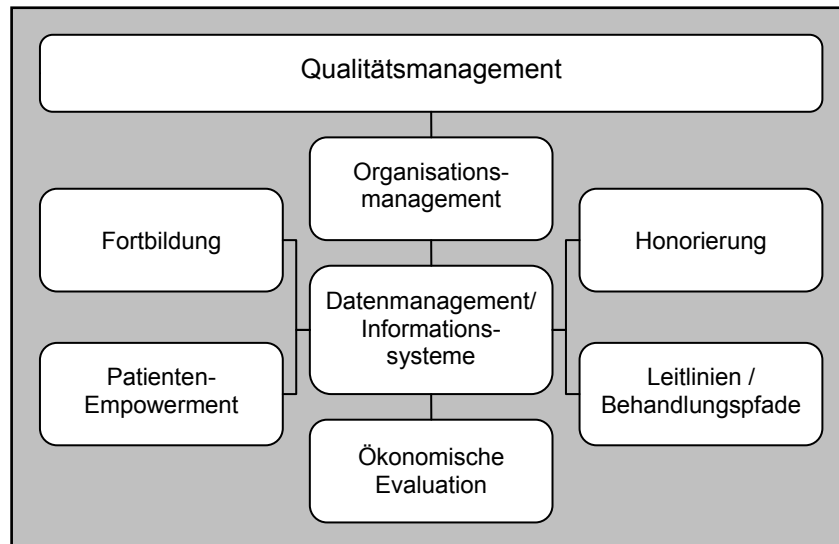 Qualitätsmanagement
Organisations-
management
Fortbildung
Honorierung
Datenmanagement/
Informations-
systeme
Patienten-
Empowerment
Leitlinien /
Behandlungspfade
Ökonomische
Evaluation